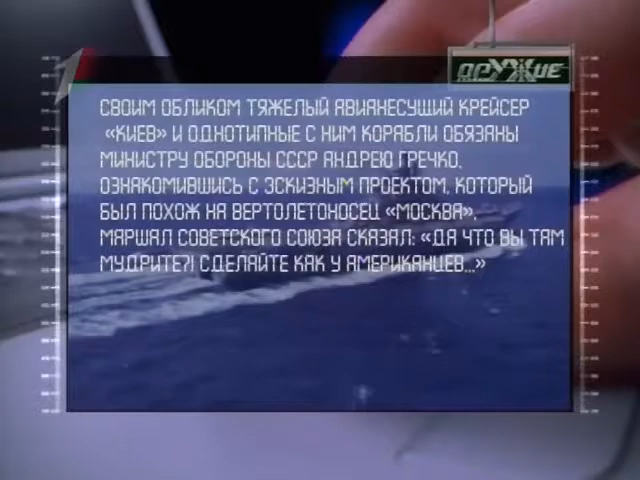 ОРУЖИЕ
СВОИМ ОБЛИКОМ ТЯЖЕЛЫЙ АВИАНЕСУЩИЙ КРЕЙСЕР
«КИЕВ» И ОДНОТИПНЫЕ С НИМ КОРАБЛИ ОБЯЗАНЫ
МИНИСТРУ ОБОРОНЫ СССР АНДРЕЮ ГРЕЧКО.
ОЗНАКОМИВШИСЬ С ЭСКИЗНЫМ ПРОЕКТОМ, КОТОРЫЙ
БЫЛ ПОХОЖ НА ВЕРТОЛЕТОНОСЕЦ «МОСКВА»,
МАРШАЛ СОВЕТСКОГО СОЮЗА СКАЗАЛ: «ДА ЧТО ВЫ ТАМ
МУДРИТЕ?! СДЕЛАЙТЕ КАК У АМЕРИКАНЦЕВ...»